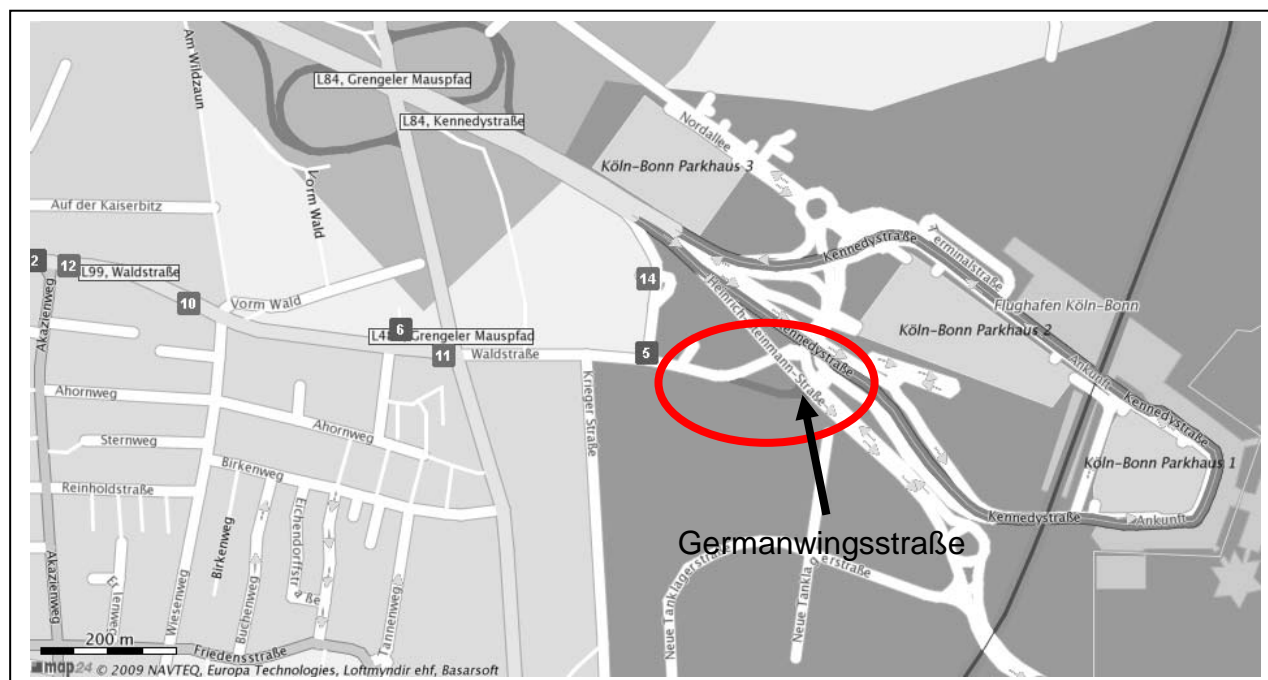 Am Wildzaun
L84, Grengeler Mauspfad
L84, Kennedystraße
Nordallee
Köln-Bonn Parkhaus 3
Auf der Kaiserbitz
Vorm Wald
Kennedystraße
Terminalstraße
2
12
L99, Waldstraße
14
10
Vorm Wald
Flughafen Köln-Bonn
Akazienweg
6
Grengeler Mauspfad
Köln-Bonn Parkhaus 2
Heinrich-Steinmann-Straße
Kennedystraße
11
Waldstraße
5
Ankunft
Ahornweg
Krieger Straße
Kennedystraße
Sternweg
Ahornweg
Birkenweg
Köln-Bonn Parkhaus 1
Reinholdstraße
Eichendorffstraße
Kennedystraße
Ankunft
Birkenweg
Germanwingsstraße
Akazienweg
Erlenweg
Wiesenweg
Buchenweg
Tannenweg
Neue Tanklagerstraße
Neue Tanklagerstraße
200 m
Friedensstraße
map24 © 2009 NAVTEQ, Europa Technologies, Loftmyndir ehf, Basarsoft